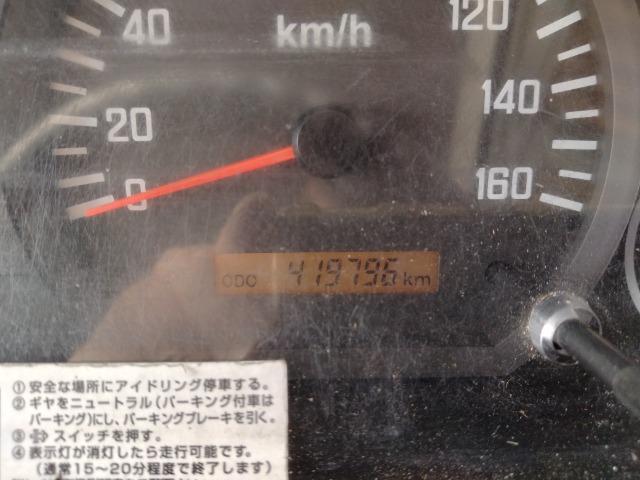 40
km/h
120
20
140
0
160
ODO 419796 km
① 安全な場所にアイドリング停車する。
② ギヤをニュートラル(パーキング付車は
パーキング)にし、パーキングブレーキを引く。
③ スイッチを押す。
④ 表示灯が消灯したら走行可能です。
(通常15〜20分程度で終了します)